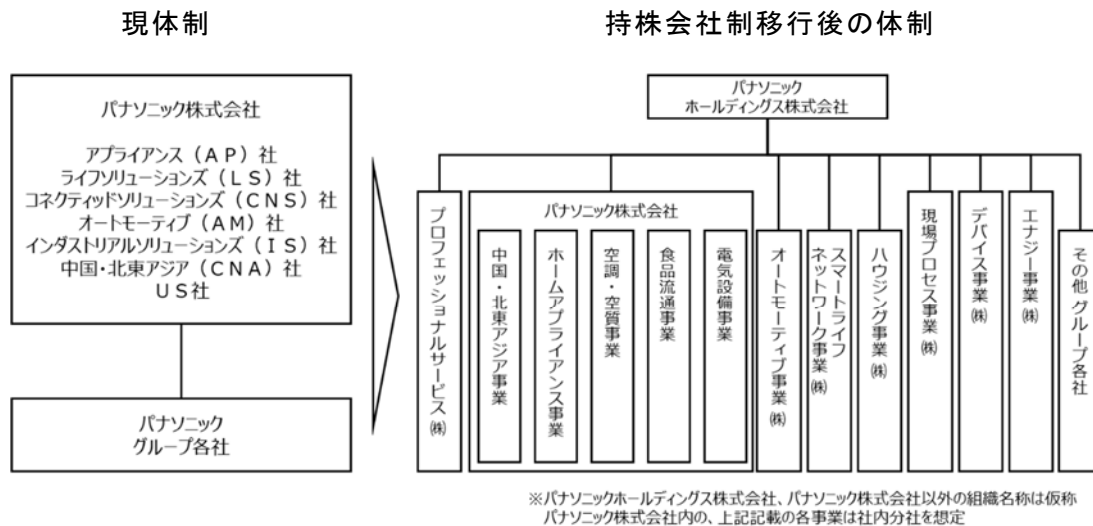 現体制
持株会社制移行後の体制
パナソニック株式会社
アプライアンス（ＡＰ）社
ライフソリューションズ（ＬＳ）社
コネクティッドソリューションズ（ＣＮＳ）社
オートモーティブ（ＡＭ）社
インダストリアルソリューションズ（ＩＳ）社
中国・北東アジア（ＣＮＡ）社
ＵＳ社
パナソニック
グループ各社
パナソニック
ホールディングス株式会社
プロフェッショナルサービス㈱
パナソニック株式会社
中国・北東アジア事業
ホームアプライアンス事業
空調・空質事業
食品流通事業
電気設備事業
オートモーティブ事業㈱
スマートライフ
ネットワーク事業㈱
ハウジング事業㈱
現場プロセス事業㈱
デバイス事業㈱
エナジー事業㈱
その他 グループ各社
※パナソニックホールディングス株式会社、パナソニック株式会社以外の組織名称は仮称
パナソニック株式会社内の、上記記載の各事業は社内分社を想定